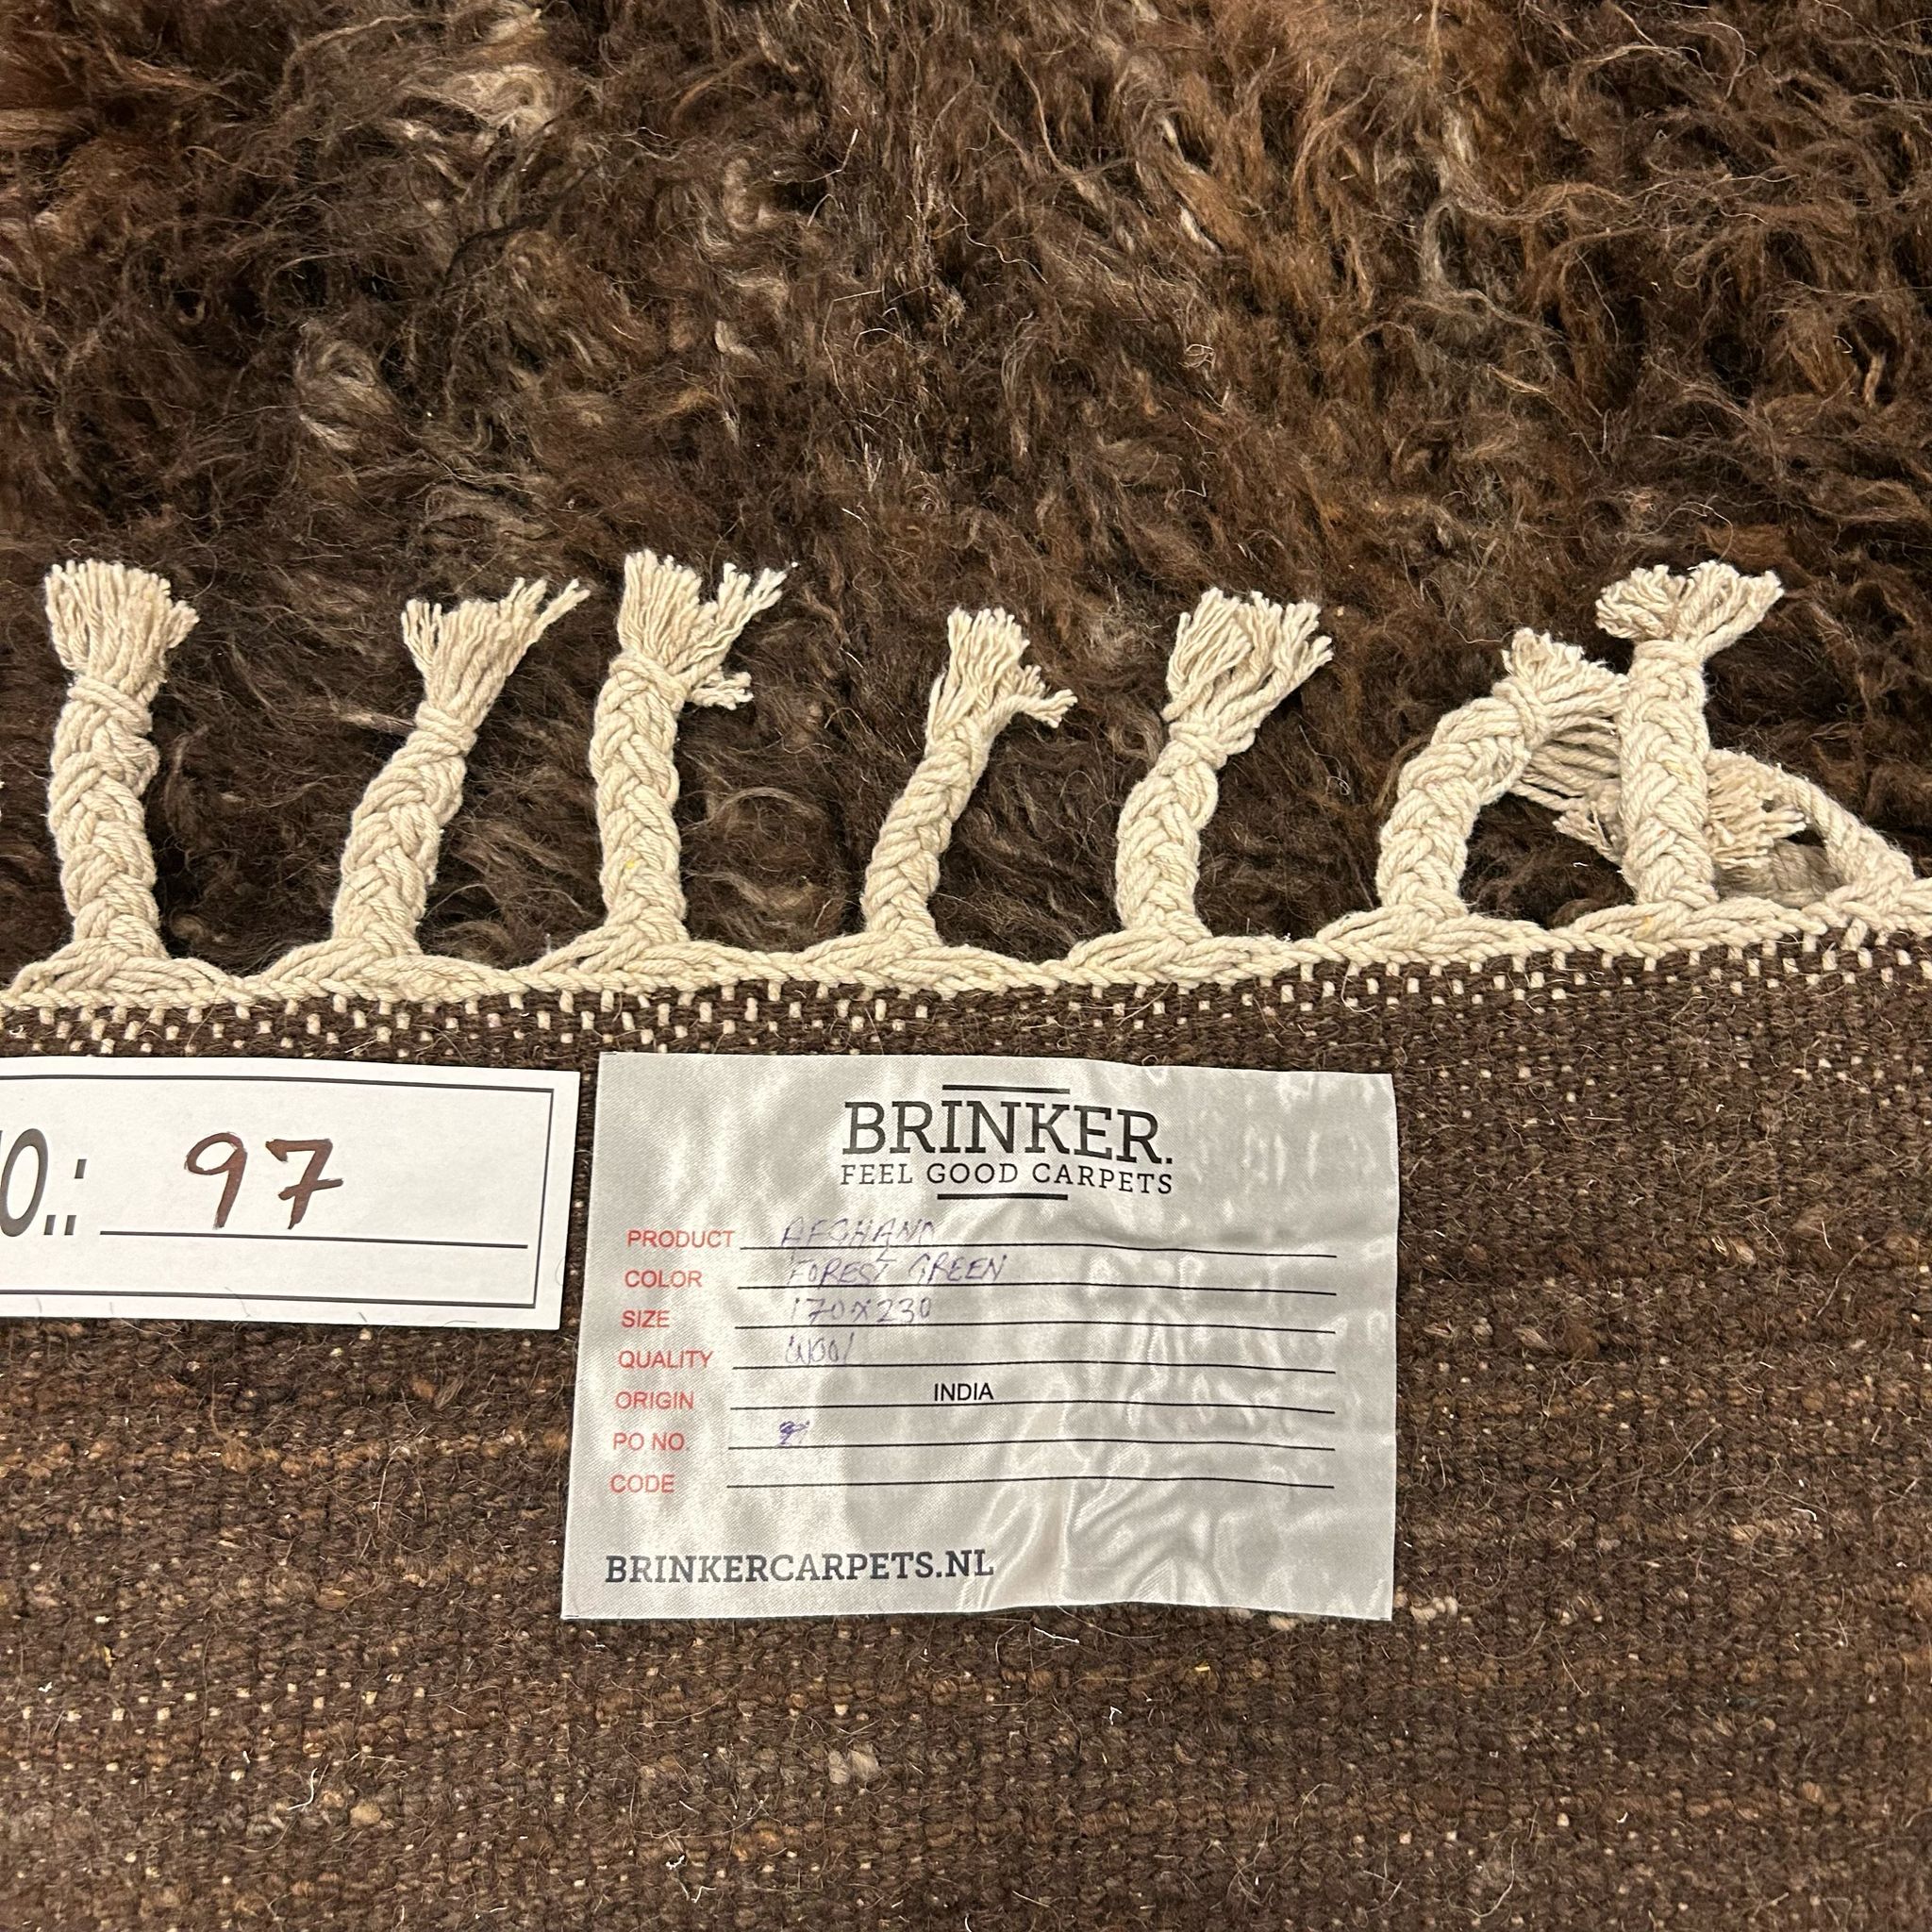 O.: 97
BRINKER.
FEEL GOOD CARPETS
PRODUCT AFGHAN
COLOR FOREST GREEN
SIZE 170X230
QUALITY WOOL
ORIGIN INDIA
PO NO.
CODE
BRINKERCARPETS.NL